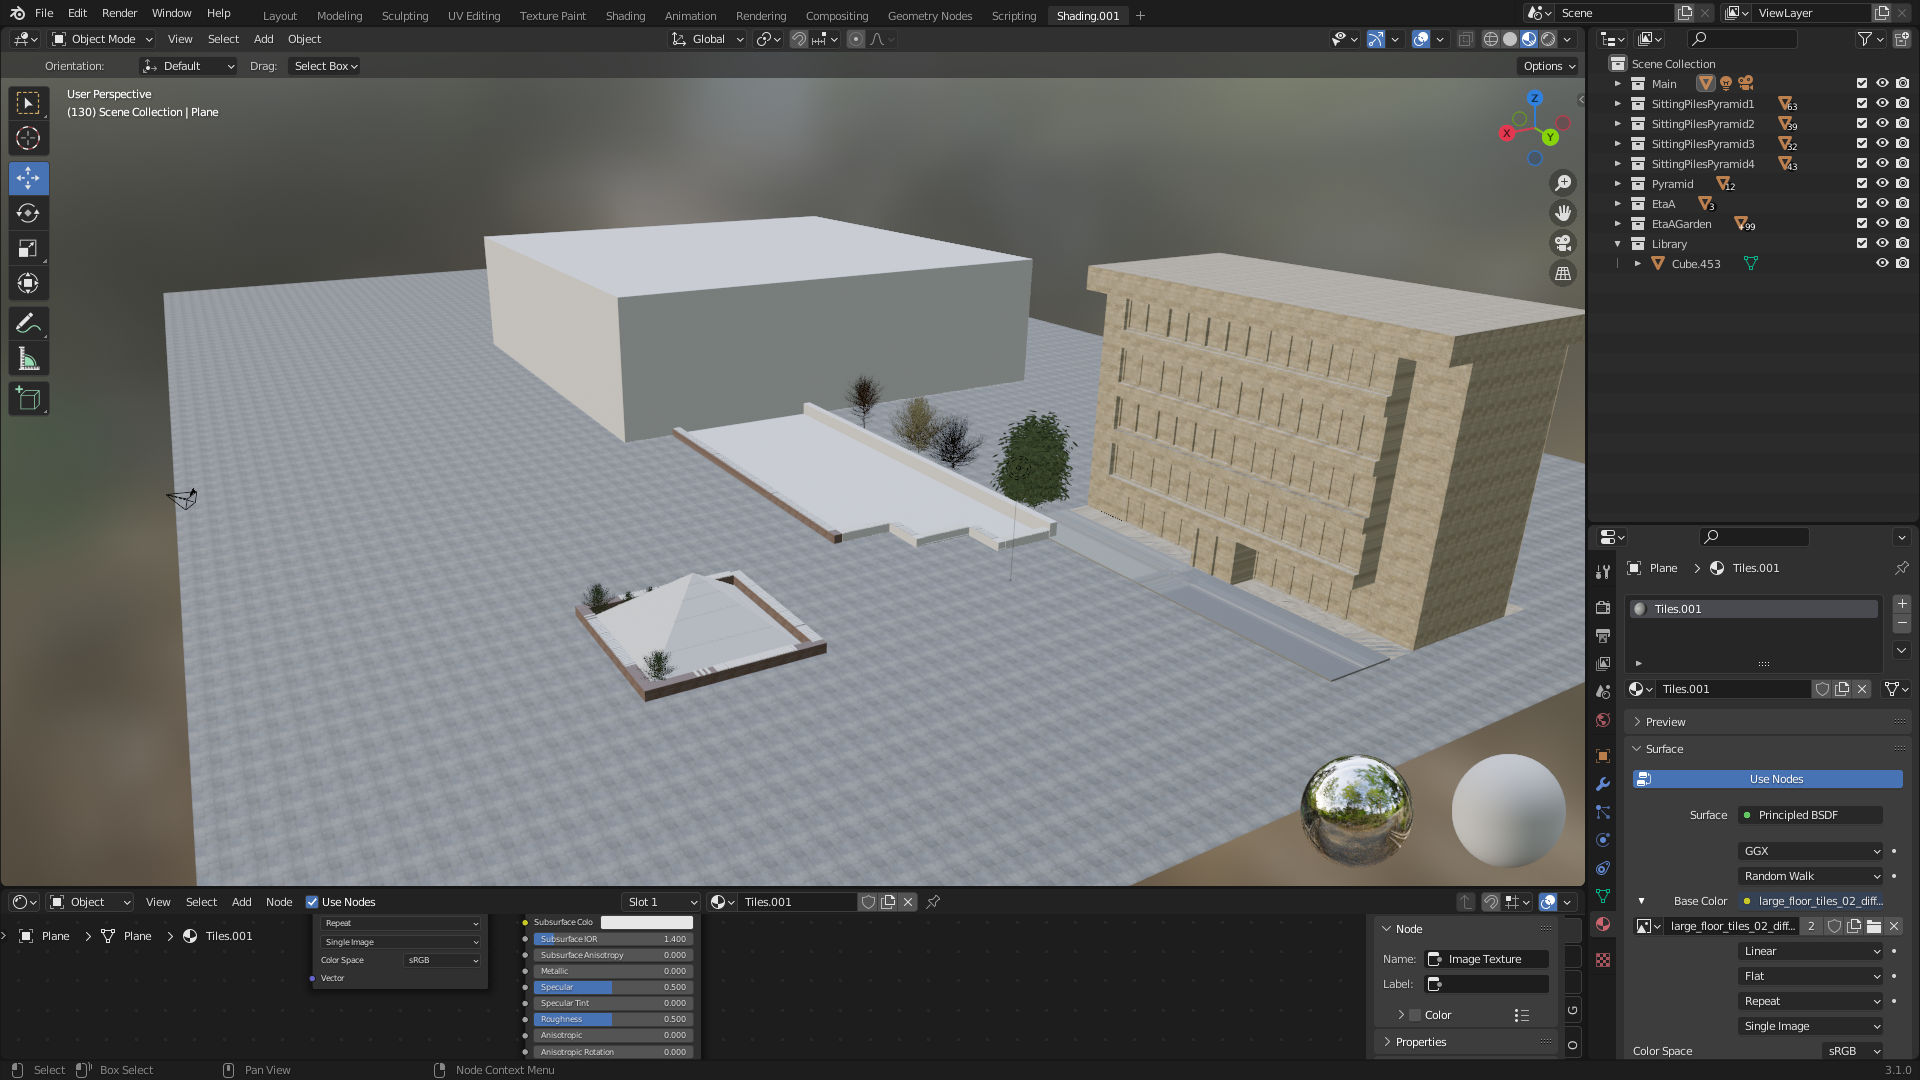 File Edit Render Window Help
Layout Modeling Sculpting UV Editing Texture Paint Shading Animation Rendering Compositing Geometry Nodes Scripting Shading.001 +
Scene
ViewLayer
Object Mode View Select Add Object
Global
Orientation: Default Drag: Select Box
Options
User Perspective
(130) Scene Collection | Plane
Z
X
Y
Scene Collection
Main
SittingPilesPyramid1 63
SittingPilesPyramid2 39
SittingPilesPyramid3 32
SittingPilesPyramid4 43
Pyramid 12
EtaA 3
EtaAGarden +99
Library
Cube.453
Plane > Tiles.001
Tiles.001
Tiles.001
Preview
Surface
Use Nodes
Surface Principled BSDF
GGX
Random Walk
Base Color large_floor_tiles_02_diff...
large_floor_tiles_02_diff... 2
Linear
Flat
Repeat
Single Image
Color Space sRGB
Object View Select Add Node Use Nodes Slot 1 Tiles.001
Plane > Plane > Tiles.001
Repeat
Single Image
Color Space sRGB
Vector
Subsurface Colo
Subsurface IOR 1.400
Subsurface Anisotropy 0.000
Metallic 0.000
Specular 0.500
Specular Tint 0.000
Roughness 0.500
Anisotropic 0.000
Anisotropic Rotation 0.000
Node
Name: Image Texture
Label:
Color
Properties
G
O
Select Box Select Pan View Node Context Menu 3.1.0